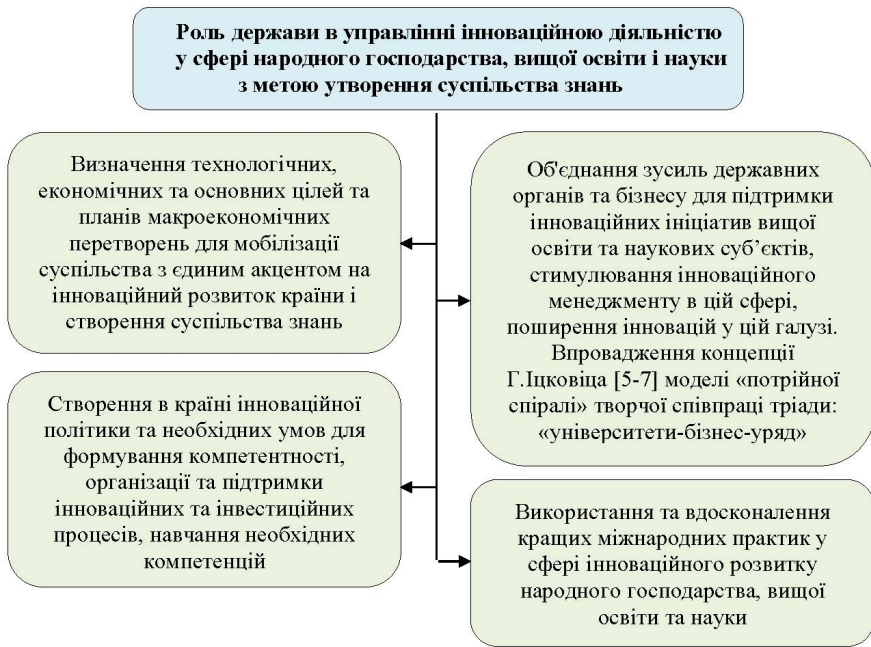 Роль держави в управлінні інноваційною діяльністю
у сфері народного господарства, вищої освіти і науки
з метою утворення суспільства знань
Визначення технологічних,
економічних та основних цілей та
планів макроекономічних
перетворень для мобілізації
суспільства з єдиним акцентом на
інноваційний розвиток країни і
створення суспільства знань
Об'єднання зусиль державних
органів та бізнесу для підтримки
інноваційних ініціатив вищої
освіти та наукових суб’єктів,
стимулювання інноваційного
менеджменту в цій сфері,
поширення інновацій у цій галузі.
Впровадження концепції
Г.Іцковіца [5-7] моделі «потрійної
спіралі» творчої співпраці тріади:
«університети-бізнес-уряд»
Створення в країні інноваційної
політики та необхідних умов для
формування компетентності,
організації та підтримки
інноваційних та інвестиційних
процесів, навчання необхідних
компетенцій
Використання та вдосконалення
кращих міжнародних практик у
сфері інноваційного розвитку
народного господарства, вищої
освіти та науки